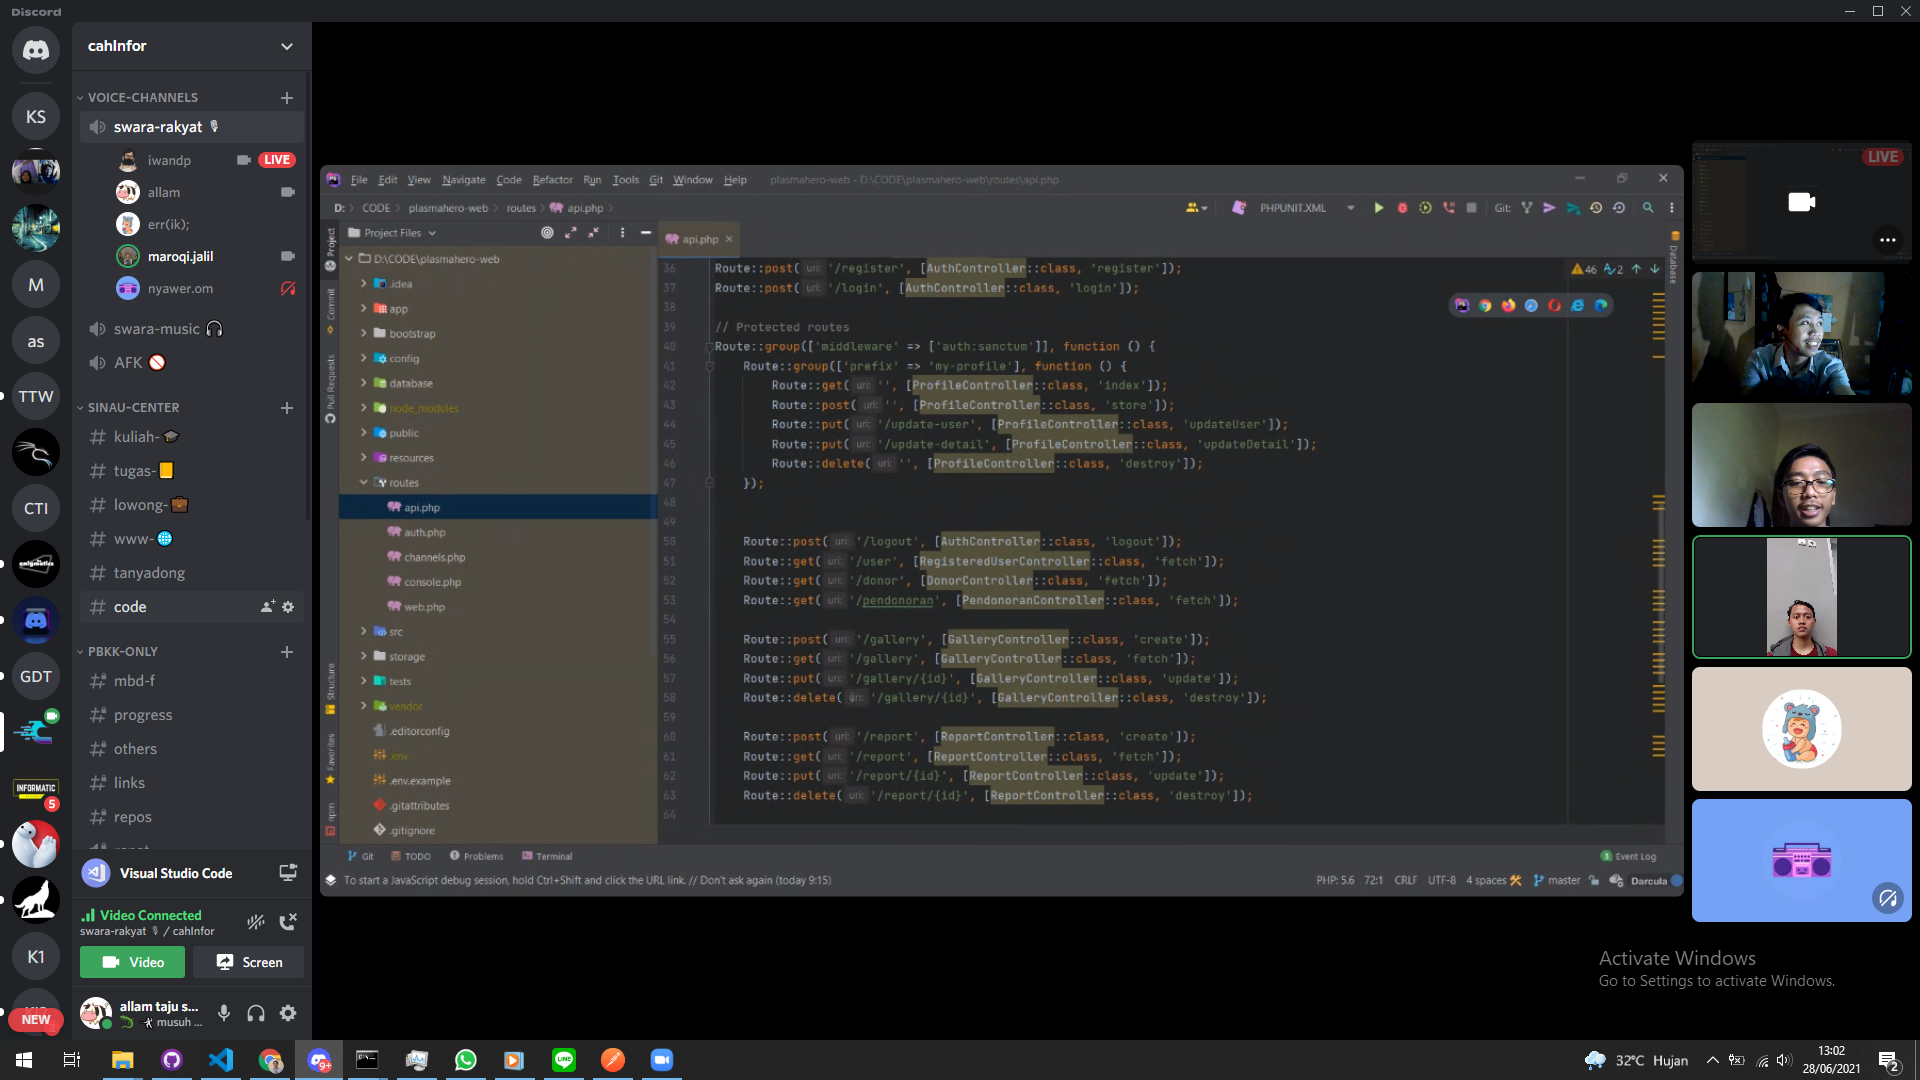 Discord
cahInfor
VOICE-CHANNELS
swara-rakyat
iwandp
LIVE
allam
err(ik);
maroqi.jalil
nyawer.om
swara-music
AFK
SINAU-CENTER
kuliah-
tugas-
lowong-
www-
tanyadong
code
PBKK-ONLY
mbd-f
progress
others
links
repos
Visual Studio Code
Video Connected
swara-rakyat / cahInfor
Video
Screen
allam taju s...
musuh ...
KS
M
as
TTW
CTI
enigmatics
GDT
INFORMATIC
5
K1
NEW
File Edit View Navigate Code Refactor Run Tools Git Window Help
plasmahero-web - D:\CODE\plasmahero-web\routes\api.php
D: CODE plasmahero-web routes api.php
PHPUNIT.XML
Git:
Project
Commit
Pull Requests
Structure
Favorites
npm
Database
Project Files
D:\CODE\plasmahero-web
.idea
app
bootstrap
config
database
node_modules
public
resources
routes
api.php
auth.php
channels.php
console.php
web.php
src
storage
tests
vendor
.editorconfig
.env
.env.example
.gitattributes
.gitignore
api.php
46 2
36 Route::post( uri: '/register', [AuthController::class, 'register']);
37 Route::post( uri: '/login', [AuthController::class, 'login']);
38
39 // Protected routes
40 Route::group(['middleware' => ['auth:sanctum']], function () {
41 Route::group(['prefix' => 'my-profile'], function () {
42 Route::get( uri: '', [ProfileController::class, 'index']);
43 Route::post( uri: '', [ProfileController::class, 'store']);
44 Route::put( uri: '/update-user', [ProfileController::class, 'updateUser']);
45 Route::put( uri: '/update-detail', [ProfileController::class, 'updateDetail']);
46 Route::delete( uri: '', [ProfileController::class, 'destroy']);
47 });
48
49
50 Route::post( uri: '/logout', [AuthController::class, 'logout']);
51 Route::get( uri: '/user', [RegisteredUserController::class, 'fetch']);
52 Route::get( uri: '/donor', [DonorController::class, 'fetch']);
53 Route::get( uri: '/pendonoran', [PendonoranController::class, 'fetch']);
54
55 Route::post( uri: '/gallery', [GalleryController::class, 'create']);
56 Route::get( uri: '/gallery', [GalleryController::class, 'fetch']);
57 Route::put( uri: '/gallery/{id}', [GalleryController::class, 'update']);
58 Route::delete( uri: '/gallery/{id}', [GalleryController::class, 'destroy']);
59
60 Route::post( uri: '/report', [ReportController::class, 'create']);
61 Route::get( uri: '/report', [ReportController::class, 'fetch']);
62 Route::put( uri: '/report/{id}', [ReportController::class, 'update']);
63 Route::delete( uri: '/report/{id}', [ReportController::class, 'destroy']);
64
Git TODO Problems Terminal
1 Event Log
To start a JavaScript debug session, hold Ctrl+Shift and click the URL link. // Don't ask again (today 9:15)
PHP: 5.6 72:1 CRLF UTF-8 4 spaces master Darcula
LIVE
Activate Windows
Go to Settings to activate Windows.
9+
32°C Hujan
13:02
28/06/2021
2